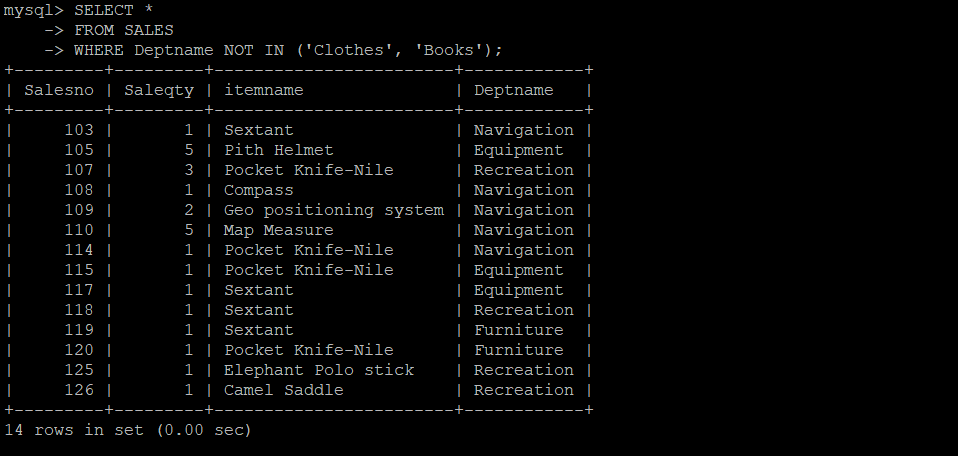 mysql> SELECT *
    -> FROM SALES
    -> WHERE Deptname NOT IN ('Clothes', 'Books');
+---------+---------+------------------------+------------+
| Salesno | Saleqty | itemname               | Deptname   |
+---------+---------+------------------------+------------+
|     103 |       1 | Sextant                | Navigation |
|     105 |       5 | Pith Helmet            | Equipment  |
|     107 |       3 | Pocket Knife-Nile      | Recreation |
|     108 |       1 | Compass                | Navigation |
|     109 |       2 | Geo positioning system | Navigation |
|     110 |       5 | Map Measure            | Navigation |
|     114 |       1 | Pocket Knife-Nile      | Navigation |
|     115 |       1 | Pocket Knife-Nile      | Equipment  |
|     117 |       1 | Sextant                | Equipment  |
|     118 |       1 | Sextant                | Recreation |
|     119 |       1 | Sextant                | Furniture  |
|     120 |       1 | Pocket Knife-Nile      | Furniture  |
|     125 |       1 | Elephant Polo stick    | Recreation |
|     126 |       1 | Camel Saddle           | Recreation |
+---------+---------+------------------------+------------+
14 rows in set (0.00 sec)